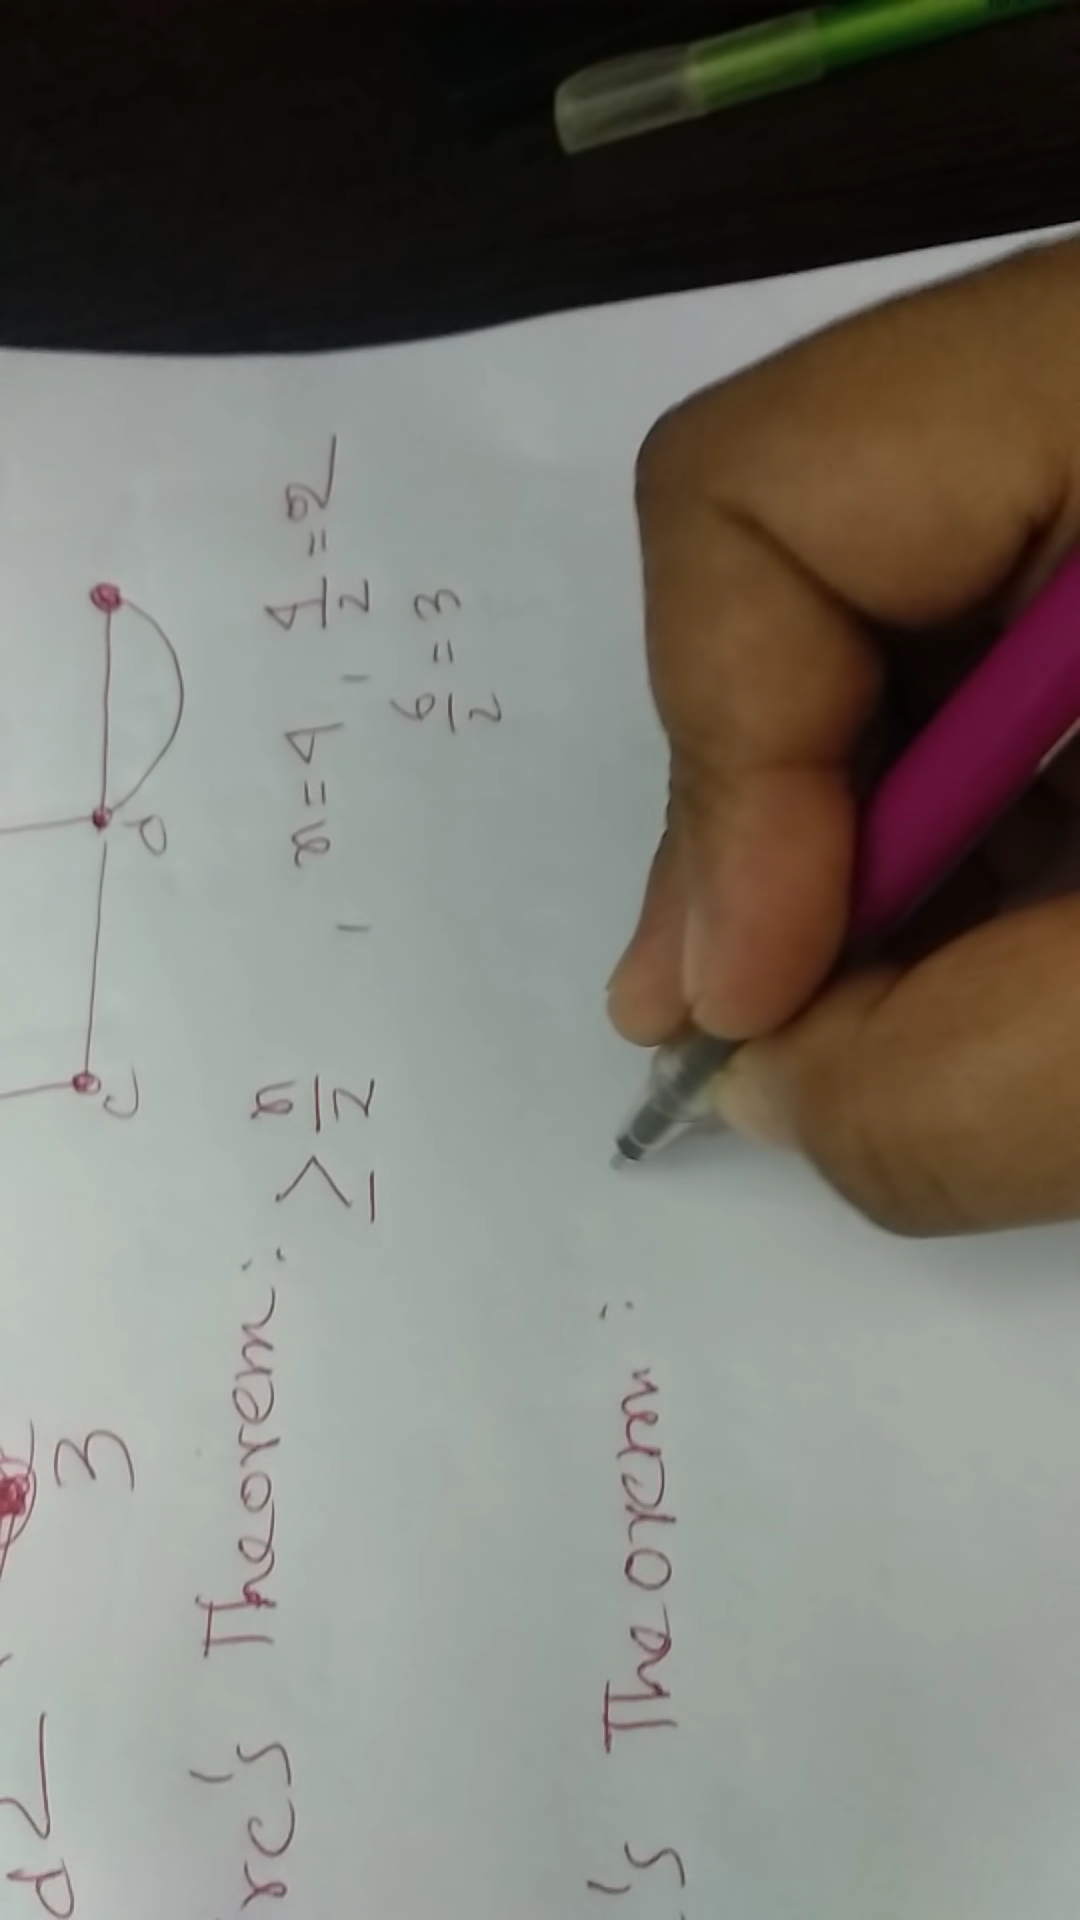 d
c
d2
3
rc's Theorem: ≥ n/2 , n=4, 4/2 = 2
6/2 = 3
's Theorem :